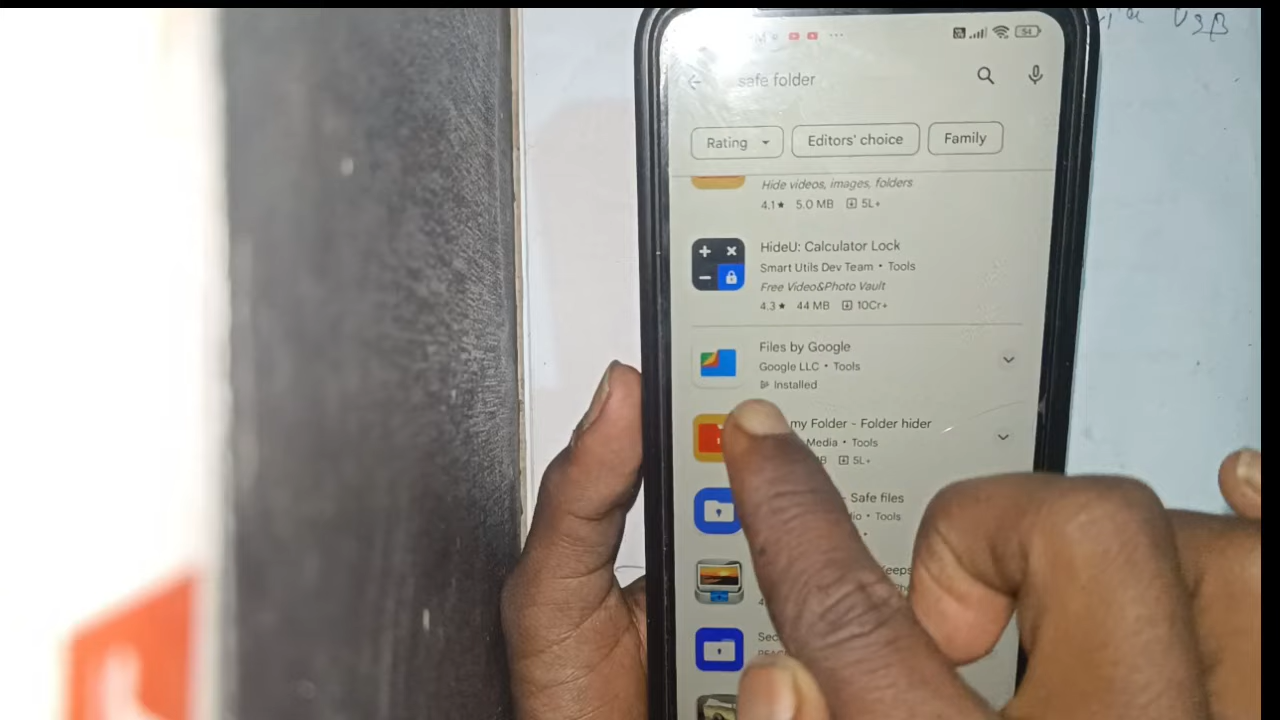 USB
54
safe folder
Rating
Editors' choice
Family
Hide videos, images, folders
4.1★ 5.0 MB 5L+
HideU: Calculator Lock
Smart Utils Dev Team • Tools
Free Video&Photo Vault
4.3★ 44 MB 10Cr+
Files by Google
Google LLC • Tools
Installed
my Folder - Folder hider
Media • Tools
5L+
- Safe files
• Tools